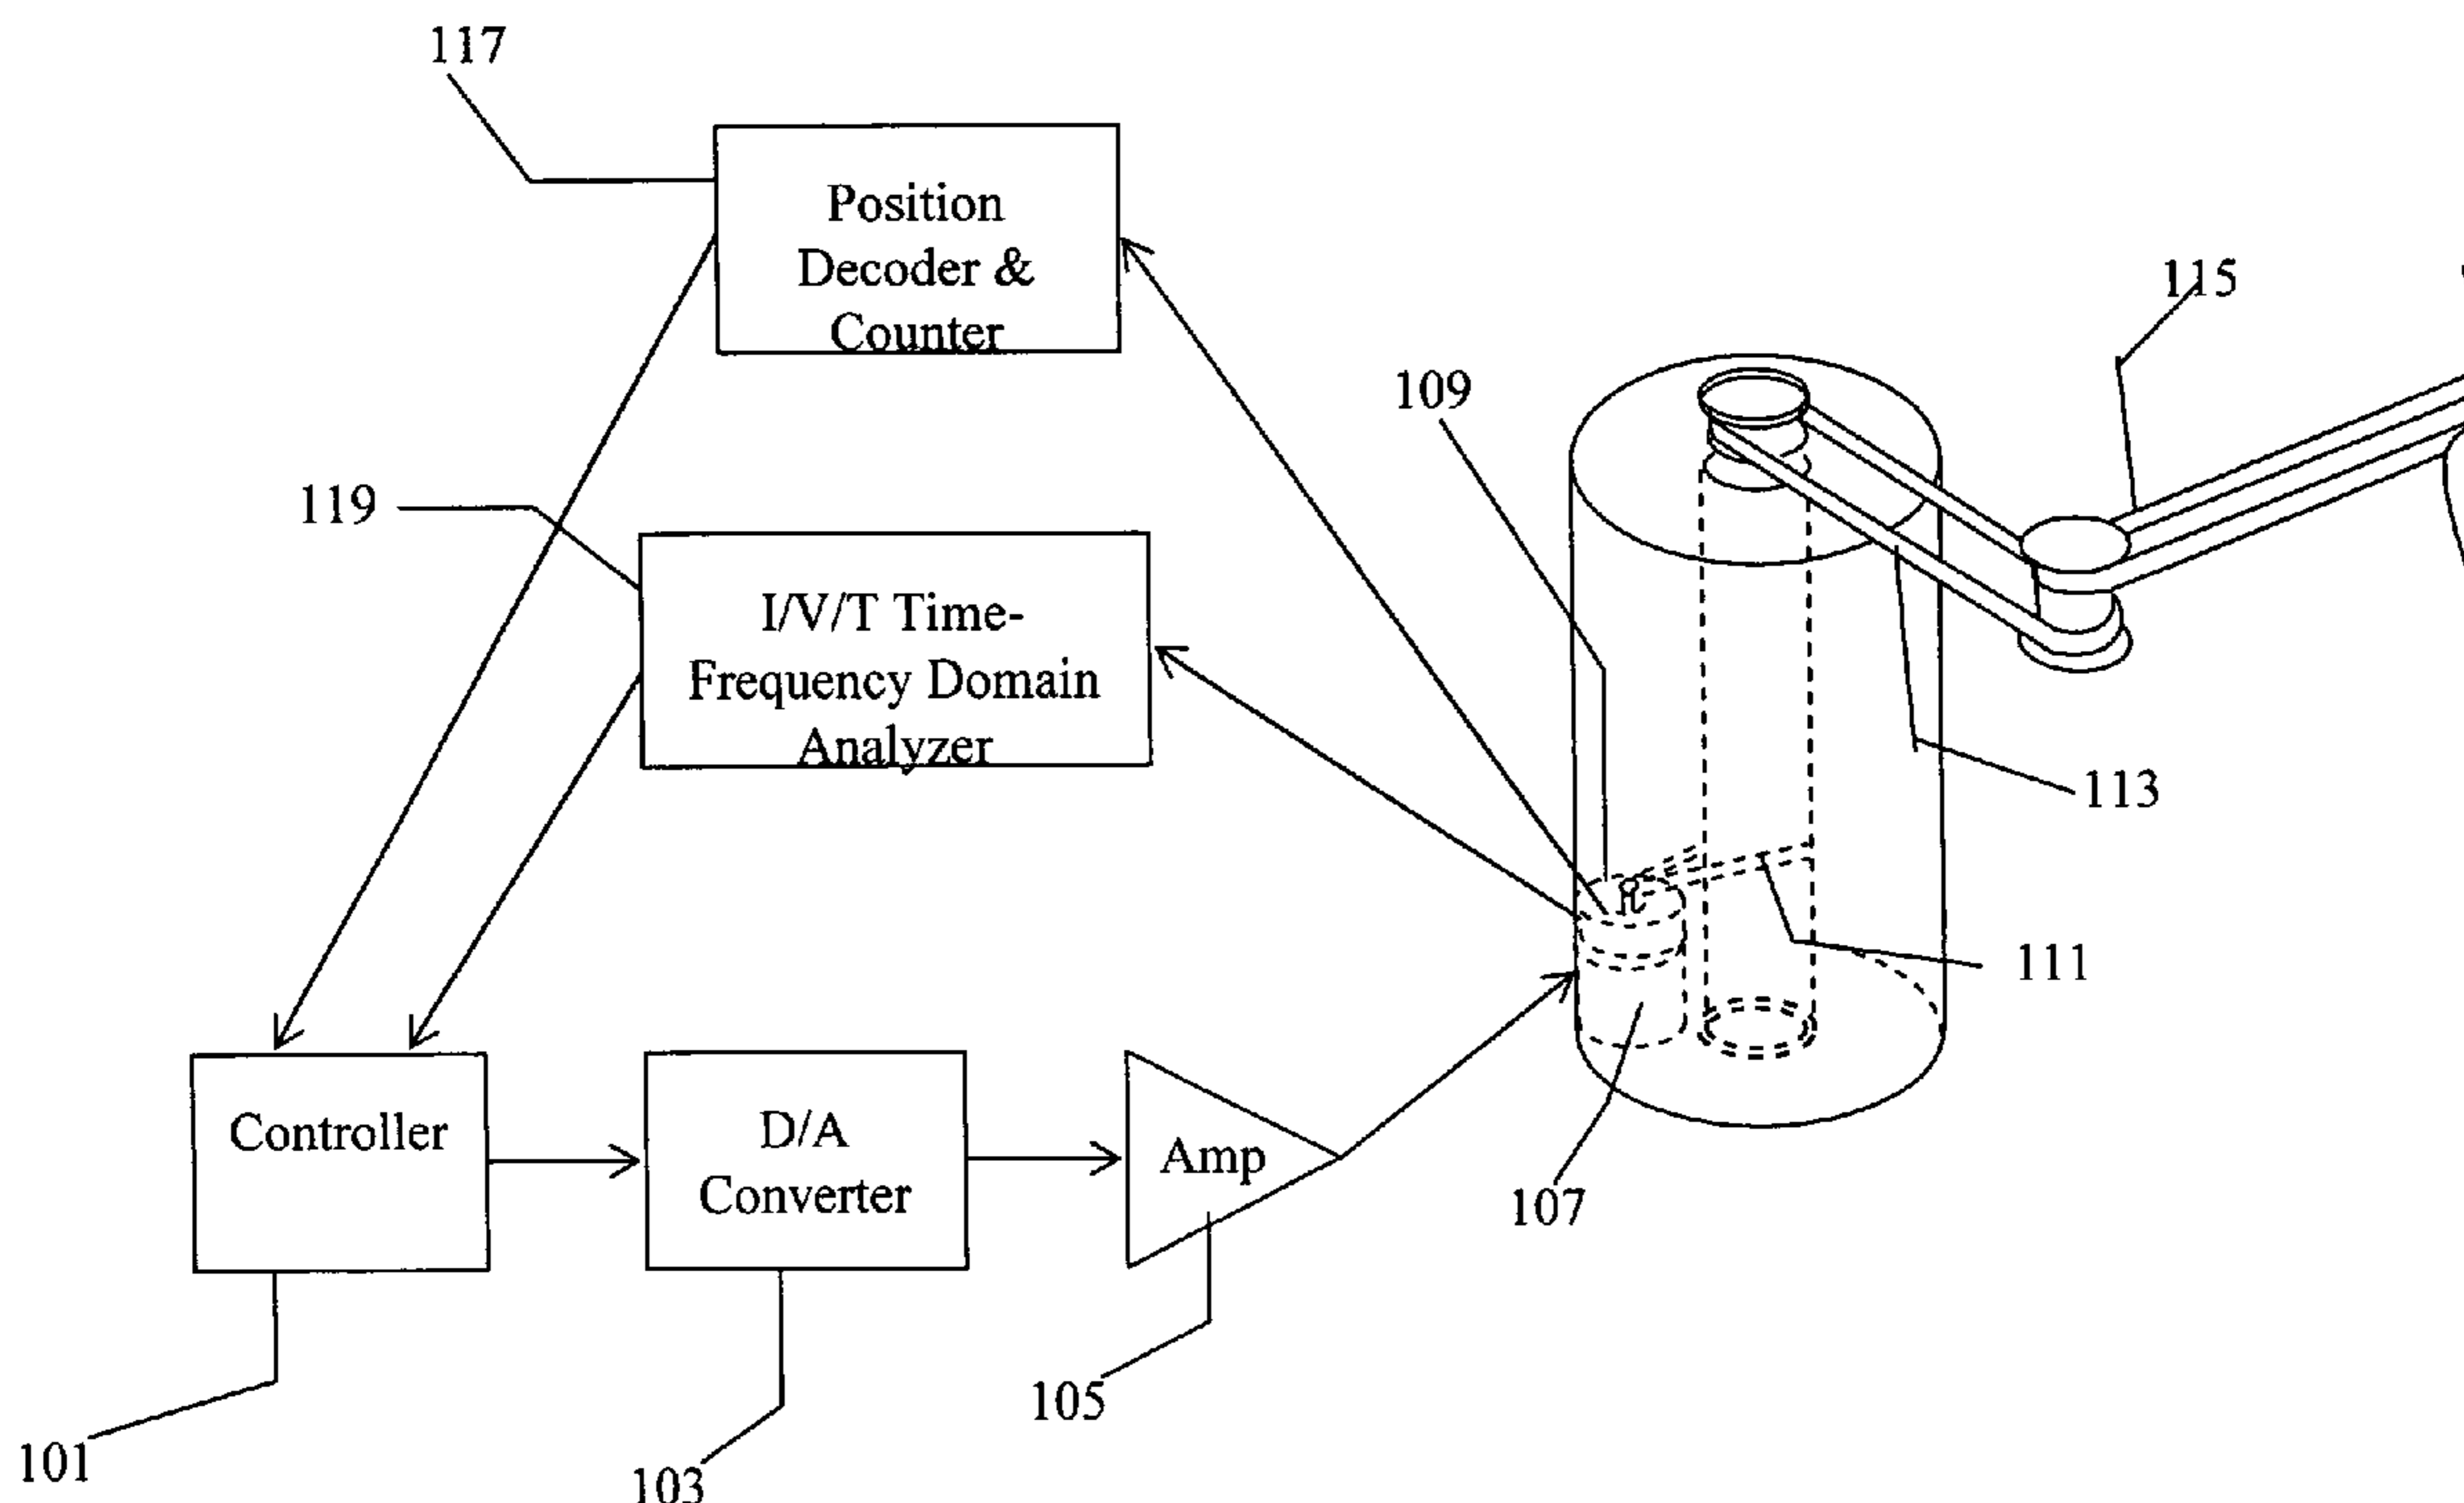 117
Position
Decoder &
Counter
115
109
119
I/V/T Time-
Frequency Domain
Analyzer
113
111
Controller
D/A
Converter
Amp
107
105
101
103